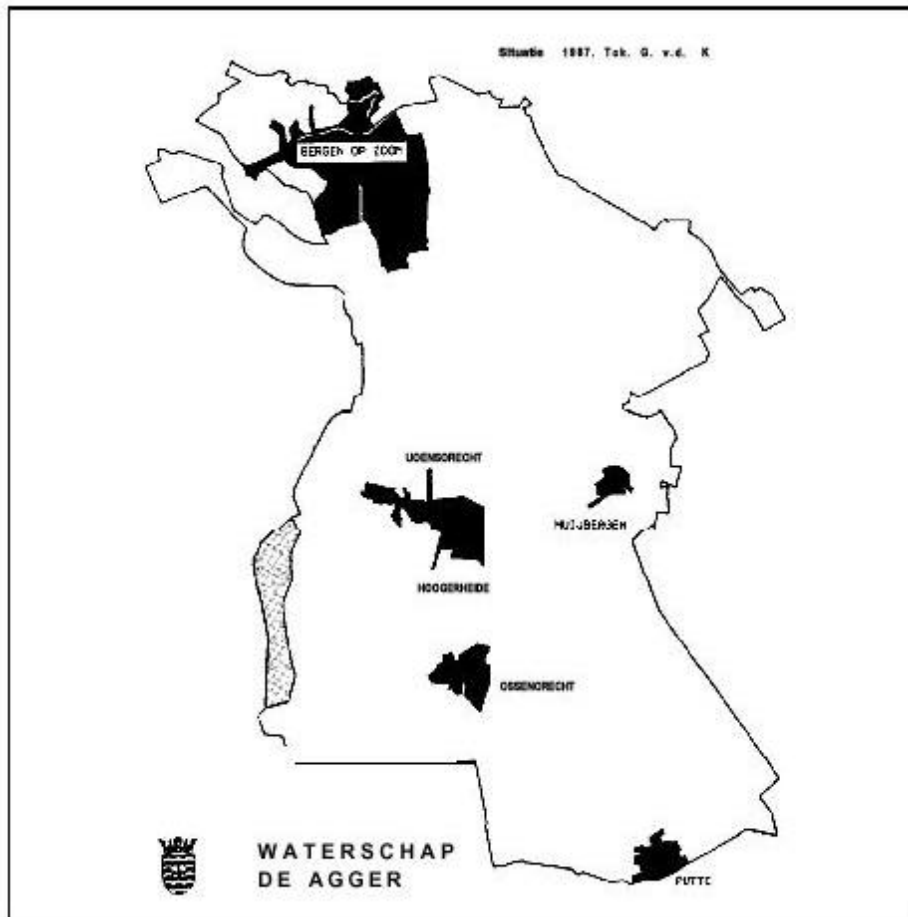 Situatie 1987. Tek. G. v.d. K
BERGEN OP ZOOM
WOENSDRECHT
HUIJBERGEN
HOOGERHEIDE
OSSENDRECHT
PUTTE
WATERSCHAP
DE AGGER